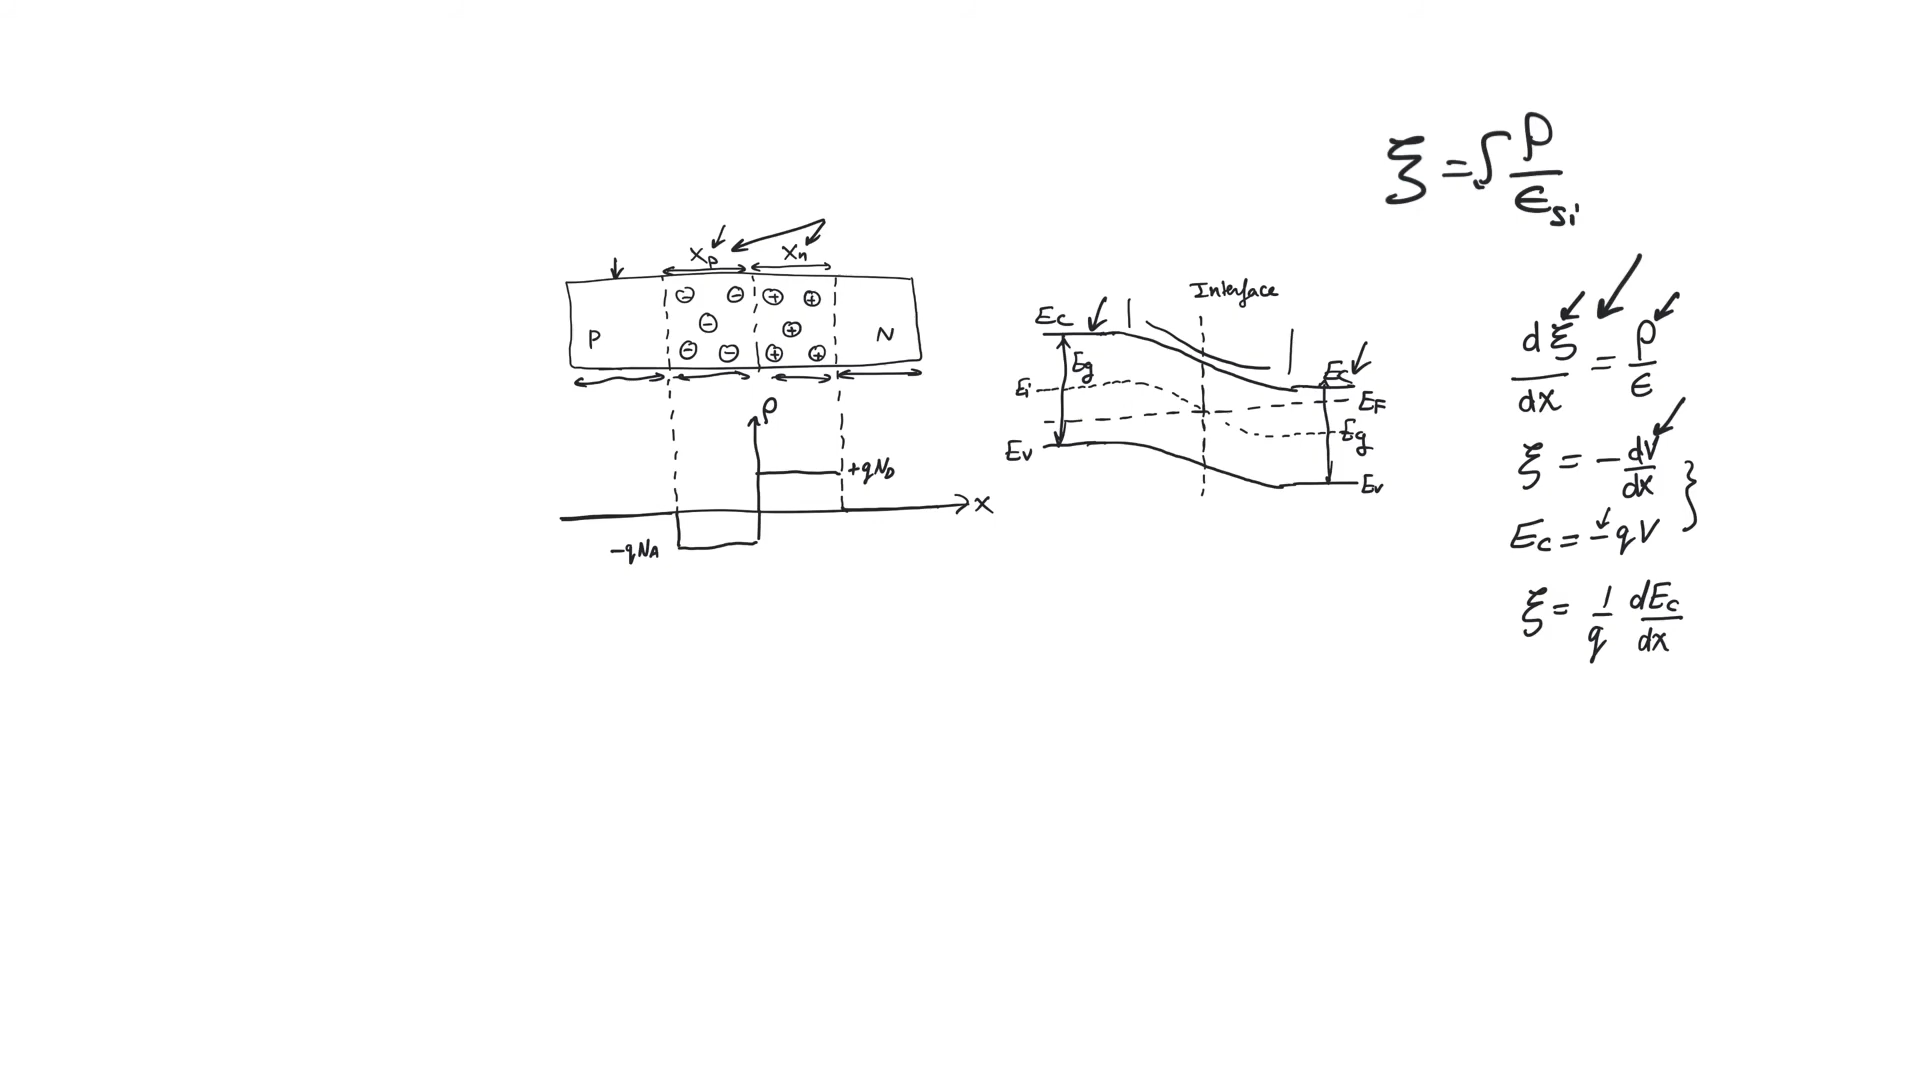 ξ = ∫ ρ/ϵsi
Xp Xn
P N
ρ
+qND
X
-qNA
Interface
Ec
Eg
Ec
Ei
EF
Eg
Ev
Ev
dξ/dx = ρ/ϵ
ξ = - dV/dx }
Ec = - qV
ξ = 1/q dEc/dx